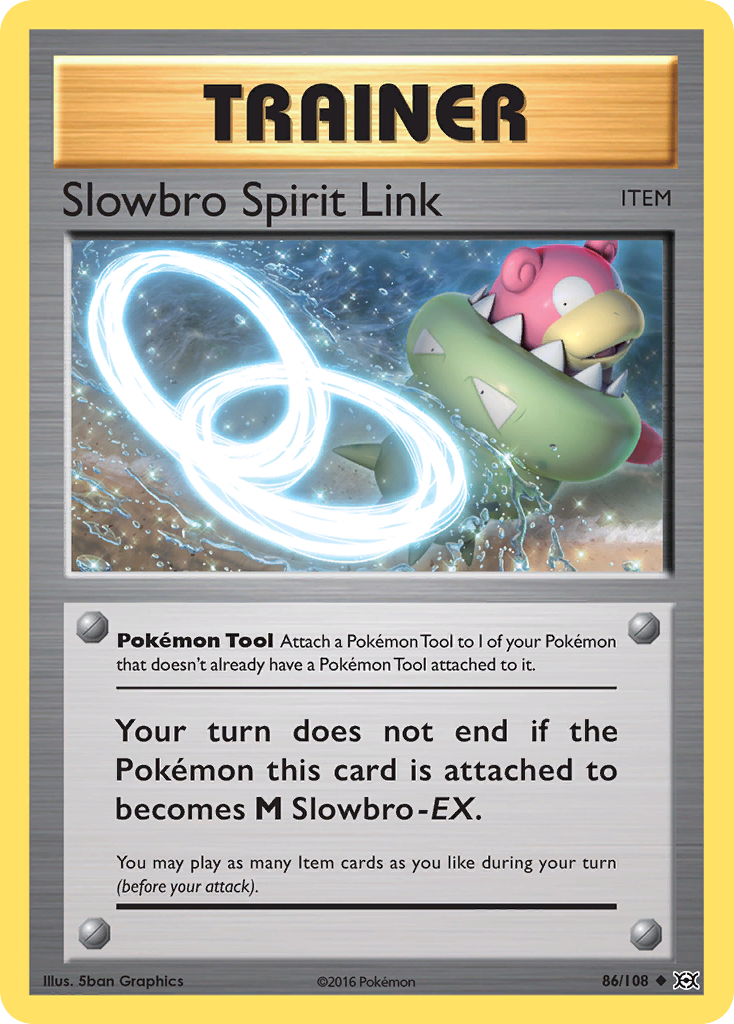 TRAINER
Slowbro Spirit Link
ITEM
Pokémon Tool Attach a Pokémon Tool to 1 of your Pokémon
that doesn't already have a Pokémon Tool attached to it.
Your turn does not end if the
Pokémon this card is attached to
becomes M Slowbro-EX.
You may play as many Item cards as you like during your turn
(before your attack).
Illus. 5ban Graphics
©2016 Pokémon
86/108